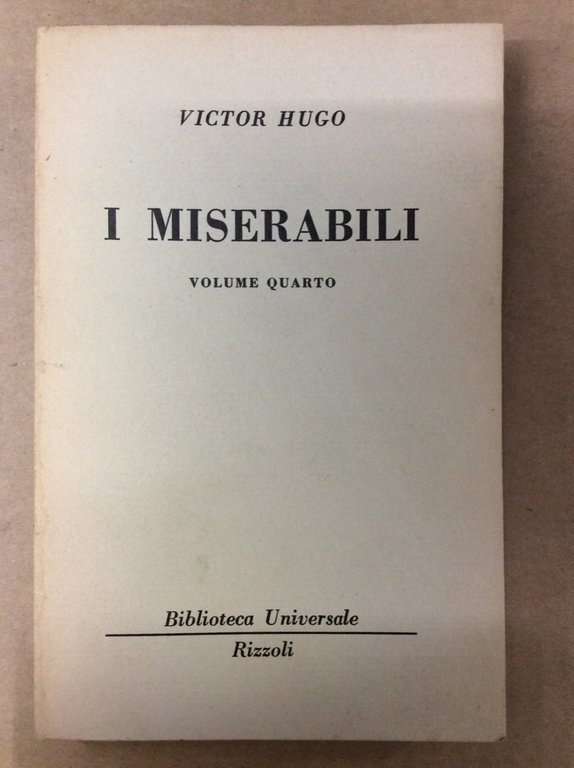 VICTOR HUGO
I MISERABILI
VOLUME QUARTO
Biblioteca Universale
Rizzoli